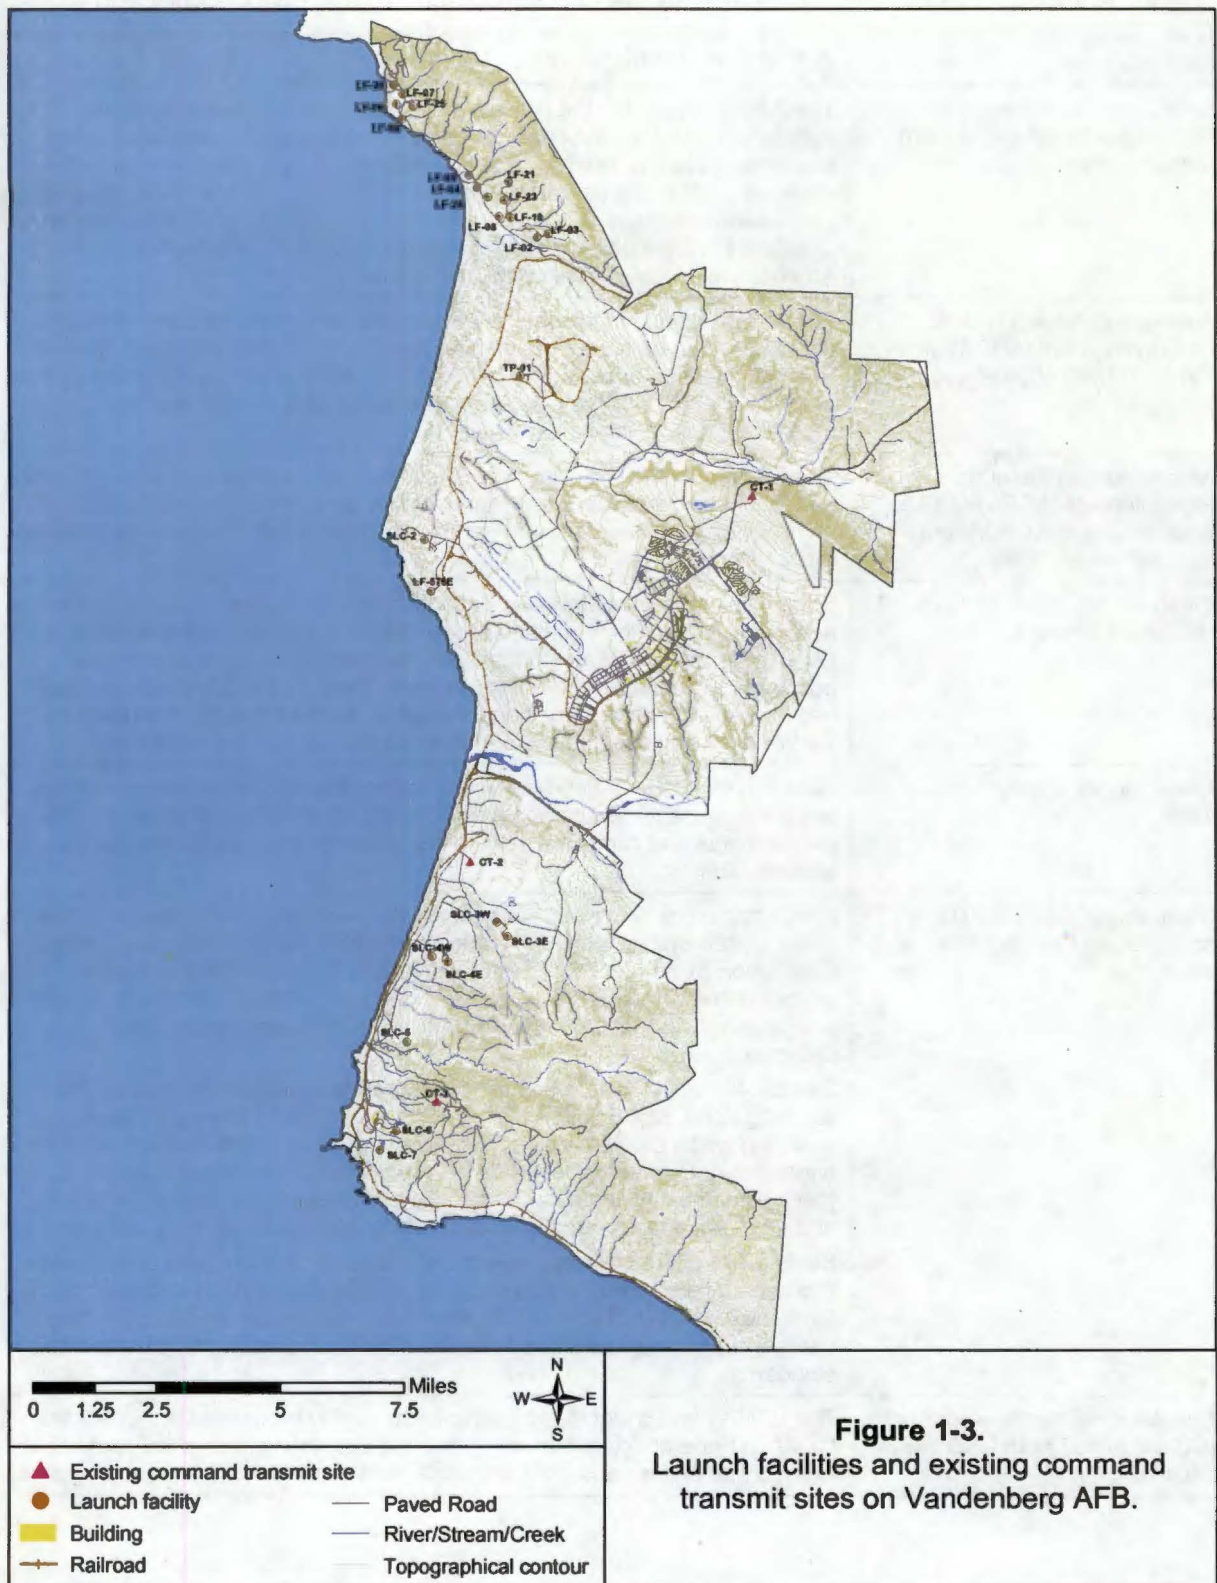 LF-07
LF-25
LF-21
LF-23
LF-10
LF-08
LF-03
LF-02
TP-01
CT-1
SLC-2
LF-576E
CT-2
SLC-3W
SLC-3E
SLC-4W
SLC-4E
SLC-5
CT-3
SLC-6
SLC-7
Miles
0 1.25 2.5 5 7.5
N
W E
S
Existing command transmit site
Launch facility
Building
Railroad
Paved Road
River/Stream/Creek
Topographical contour
Figure 1-3.
Launch facilities and existing command
transmit sites on Vandenberg AFB.